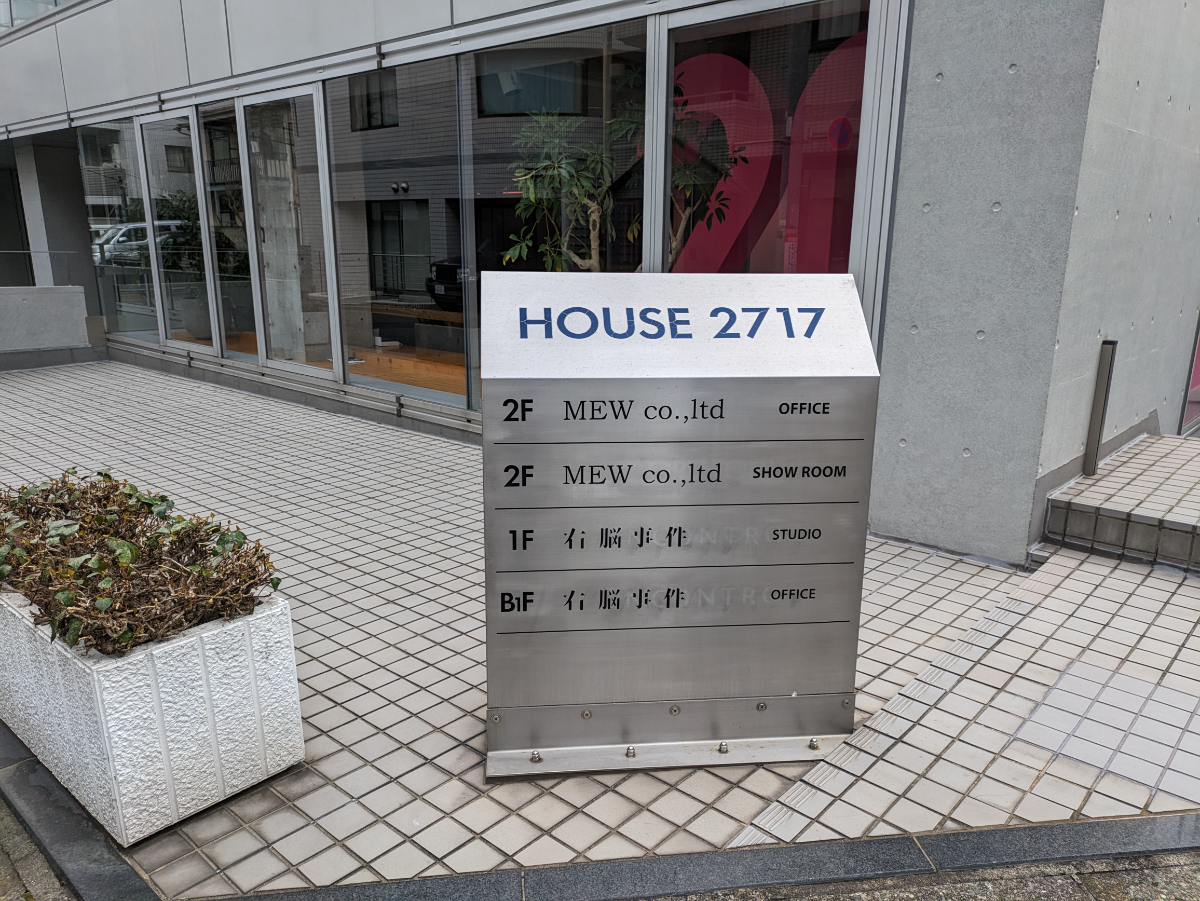 HOUSE 2717
2F MEW co.,ltd OFFICE
2F MEW co.,ltd SHOW ROOM
1F 右脳事件 STUDIO
B1F 右脳事件 OFFICE